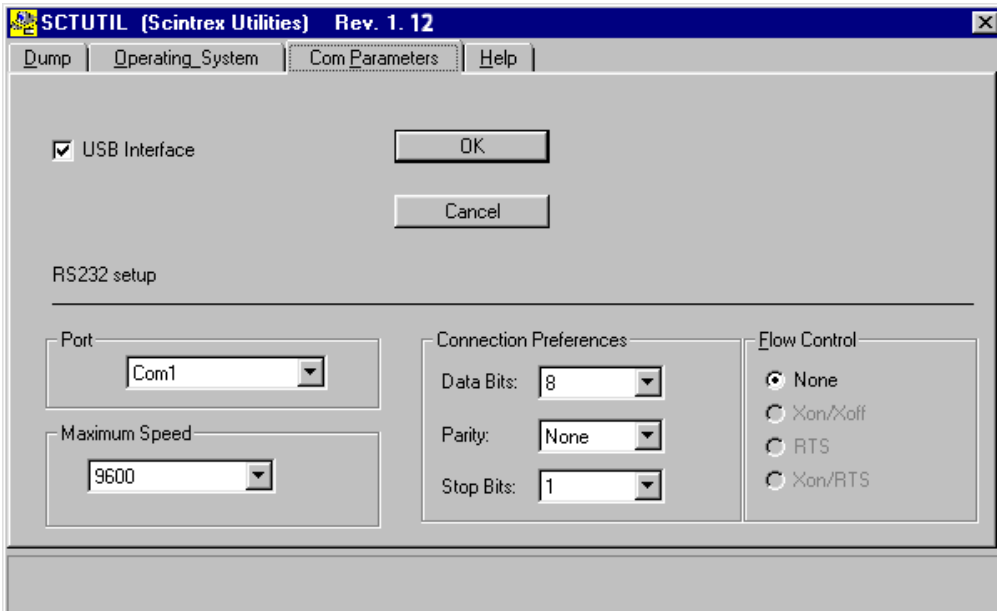 SCTUTIL (Scintrex Utilities) Rev. 1. 12
Dump Operating_System Com Parameters Help
USB Interface
OK
Cancel
RS232 setup
Port
Com1
Maximum Speed
9600
Connection Preferences
Data Bits: 8
Parity: None
Stop Bits: 1
Flow Control
None
Xon/Xoff
RTS
Xon/RTS